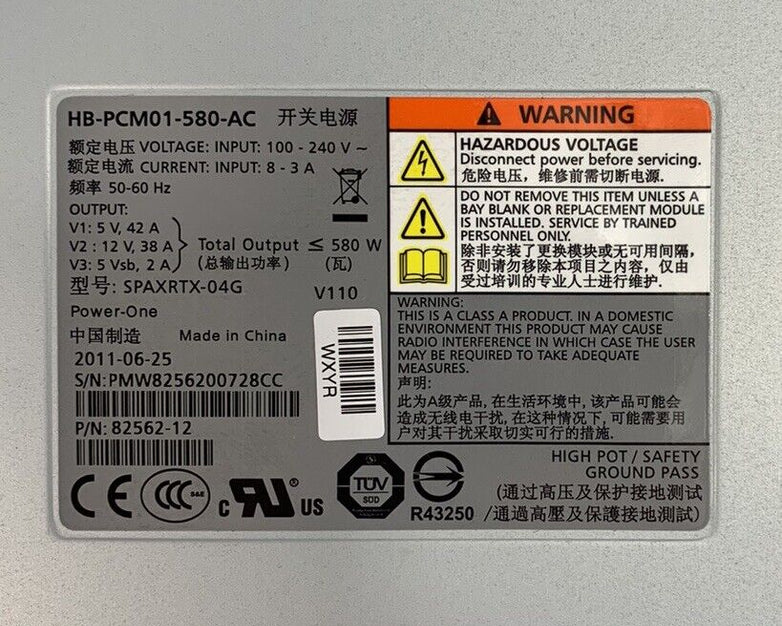 HB-PCM01-580-AC 开关电源
额定电压 VOLTAGE: INPUT: 100 - 240 V ~
额定电流 CURRENT: INPUT: 8 - 3 A
频率 50-60 Hz
OUTPUT:
V1: 5 V, 42 A
V2 : 12 V, 38 A
V3: 5 Vsb, 2 A
Total Output ≤ 580 W
(总输出功率) (瓦)
型号: SPAXRTX-04G
V110
Power-One
中国制造 Made in China
2011-06-25
S/N: PMW8256200728CC
P/N: 82562-12
WXYR
CE
CCC S&E
c RU ® US
TÜV
SÜD
R43250
WARNING
HAZARDOUS VOLTAGE
Disconnect power before servicing.
危险电压，维修前需切断电源.
DO NOT REMOVE THIS ITEM UNLESS A
BAY BLANK OR REPLACEMENT MODULE
IS INSTALLED. SERVICE BY TRAINED
PERSONNEL ONLY.
除非安装了更换模块或无可用间隔,
否则请勿移除本项目之内容，仅由
受过培训的专业人士进行维护.
WARNING:
THIS IS A CLASS A PRODUCT. IN A DOMESTIC
ENVIRONMENT THIS PRODUCT MAY CAUSE
RADIO INTERFERENCE IN WHICH CASE THE USER
MAY BE REQUIRED TO TAKE ADEQUATE
MEASURES.
声明:
此为A级产品, 在生活环境中, 该产品可能会
造成无线电干扰, 在这种情况下, 可能需要用
户对其干扰采取切实可行的措施.
HIGH POT / SAFETY
GROUND PASS
(通过高压及保护接地测试
/通過高壓及保護接地測試)